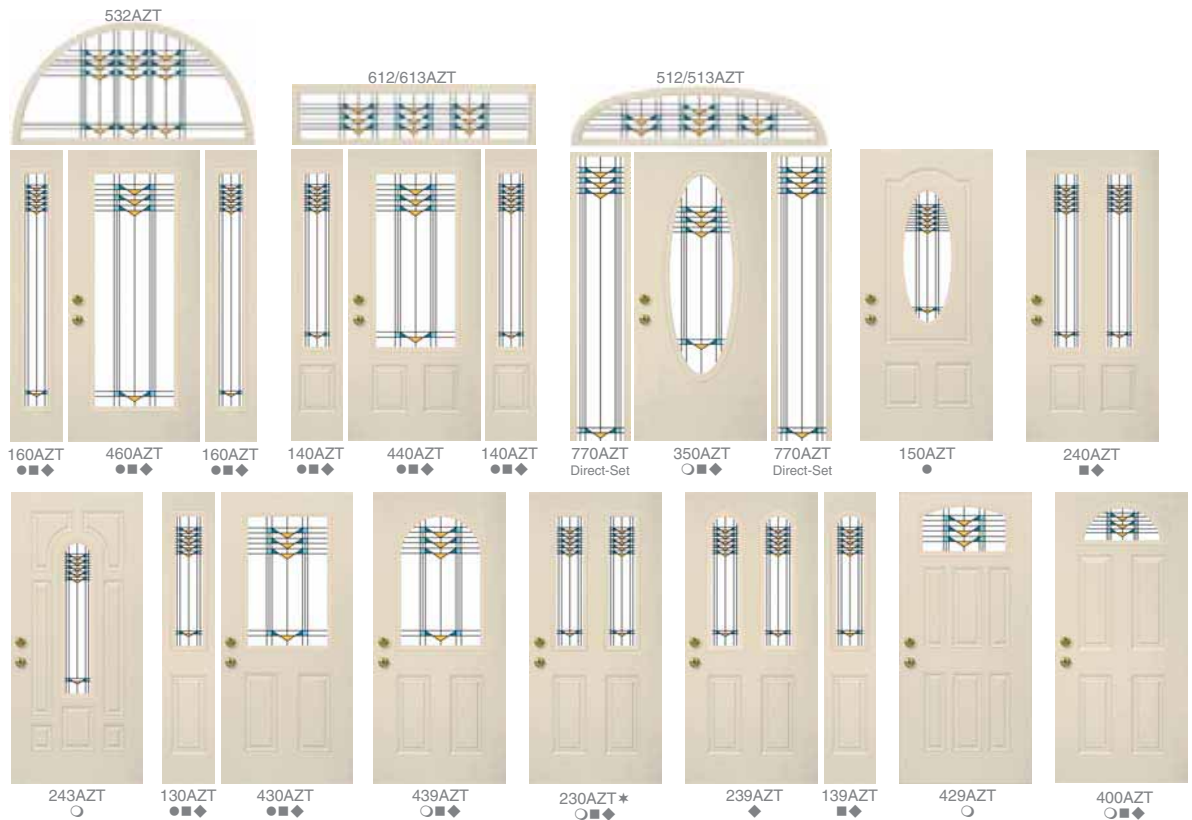 532AZT
612/613AZT
512/513AZT
160AZT
●■◆
460AZT
●■◆
160AZT
●■◆
140AZT
●■◆
440AZT
●■◆
140AZT
●■◆
770AZT
Direct-Set
350AZT
○■◆
770AZT
Direct-Set
150AZT
●
240AZT
■◆
243AZT
○
130AZT
●■◆
430AZT
●■◆
439AZT
○■◆
230AZT✶
○■◆
239AZT
◆
139AZT
■◆
429AZT
○
400AZT
○■◆